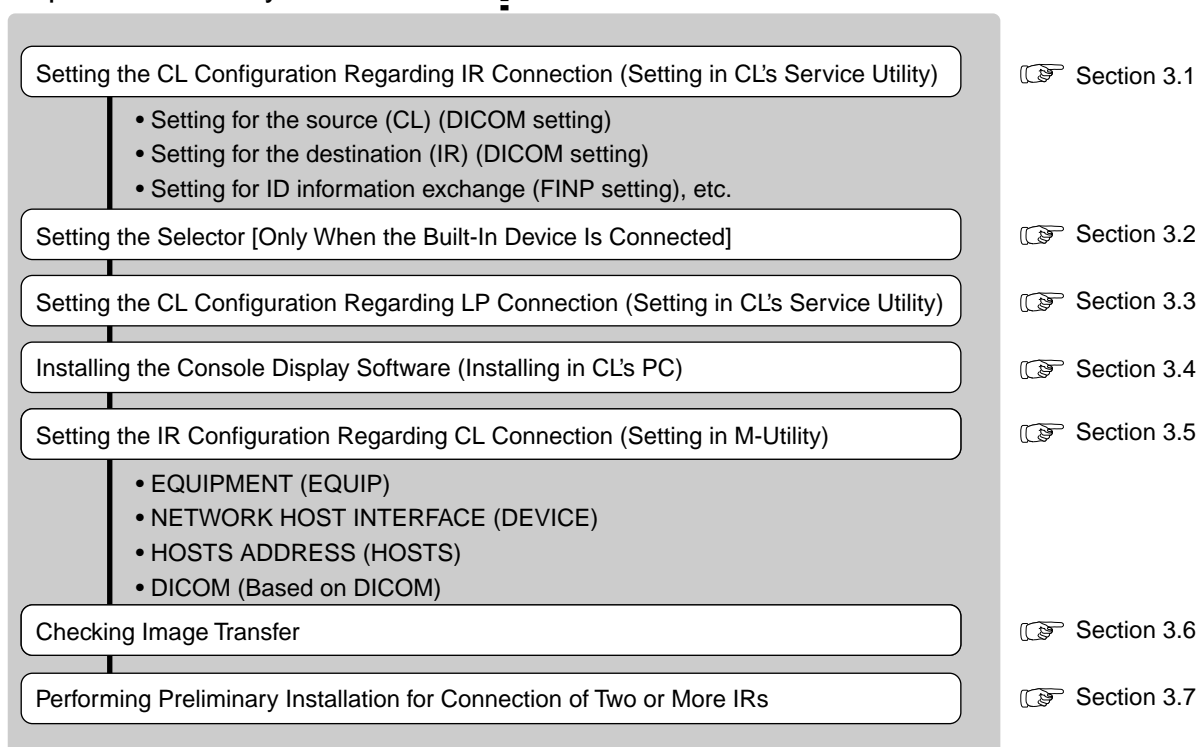 Setting the CL Configuration Regarding IR Connection (Setting in CL's Service Utility)
Section 3.1
• Setting for the source (CL) (DICOM setting)
• Setting for the destination (IR) (DICOM setting)
• Setting for ID information exchange (FINP setting), etc.
Setting the Selector [Only When the Built-In Device Is Connected]
Section 3.2
Setting the CL Configuration Regarding LP Connection (Setting in CL's Service Utility)
Section 3.3
Installing the Console Display Software (Installing in CL's PC)
Section 3.4
Setting the IR Configuration Regarding CL Connection (Setting in M-Utility)
Section 3.5
• EQUIPMENT (EQUIP)
• NETWORK HOST INTERFACE (DEVICE)
• HOSTS ADDRESS (HOSTS)
• DICOM (Based on DICOM)
Checking Image Transfer
Section 3.6
Performing Preliminary Installation for Connection of Two or More IRs
Section 3.7